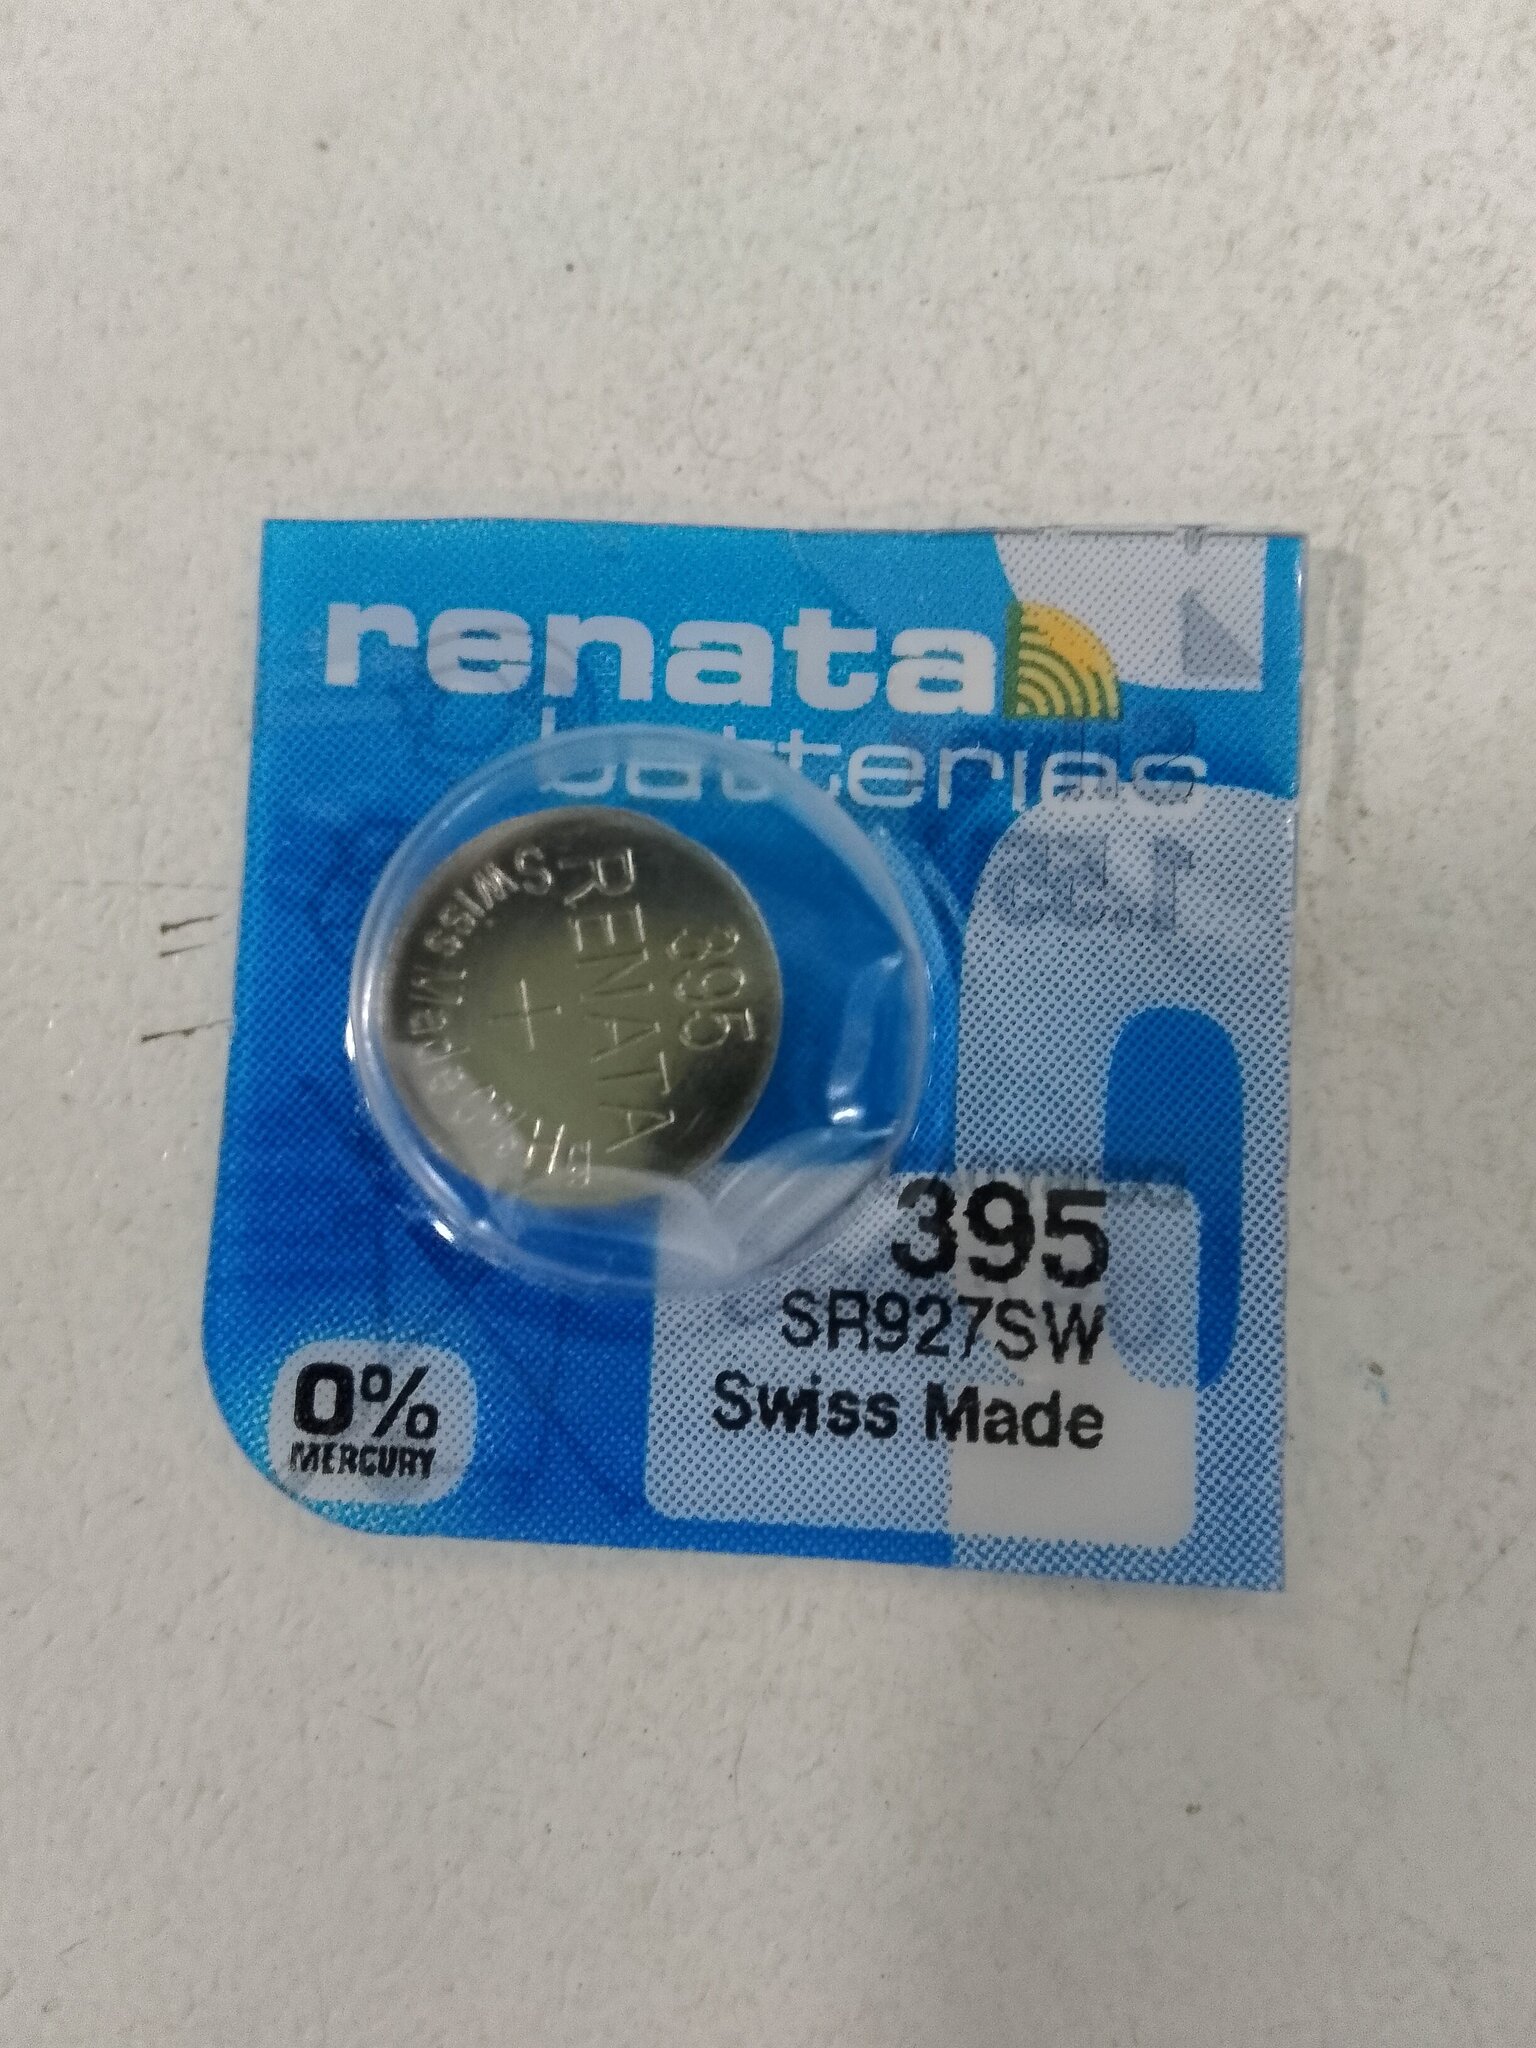 renata
batteries
395
RENATA
+
SWISS MADE
395
SR927SW
Swiss Made
0%
MERCURY